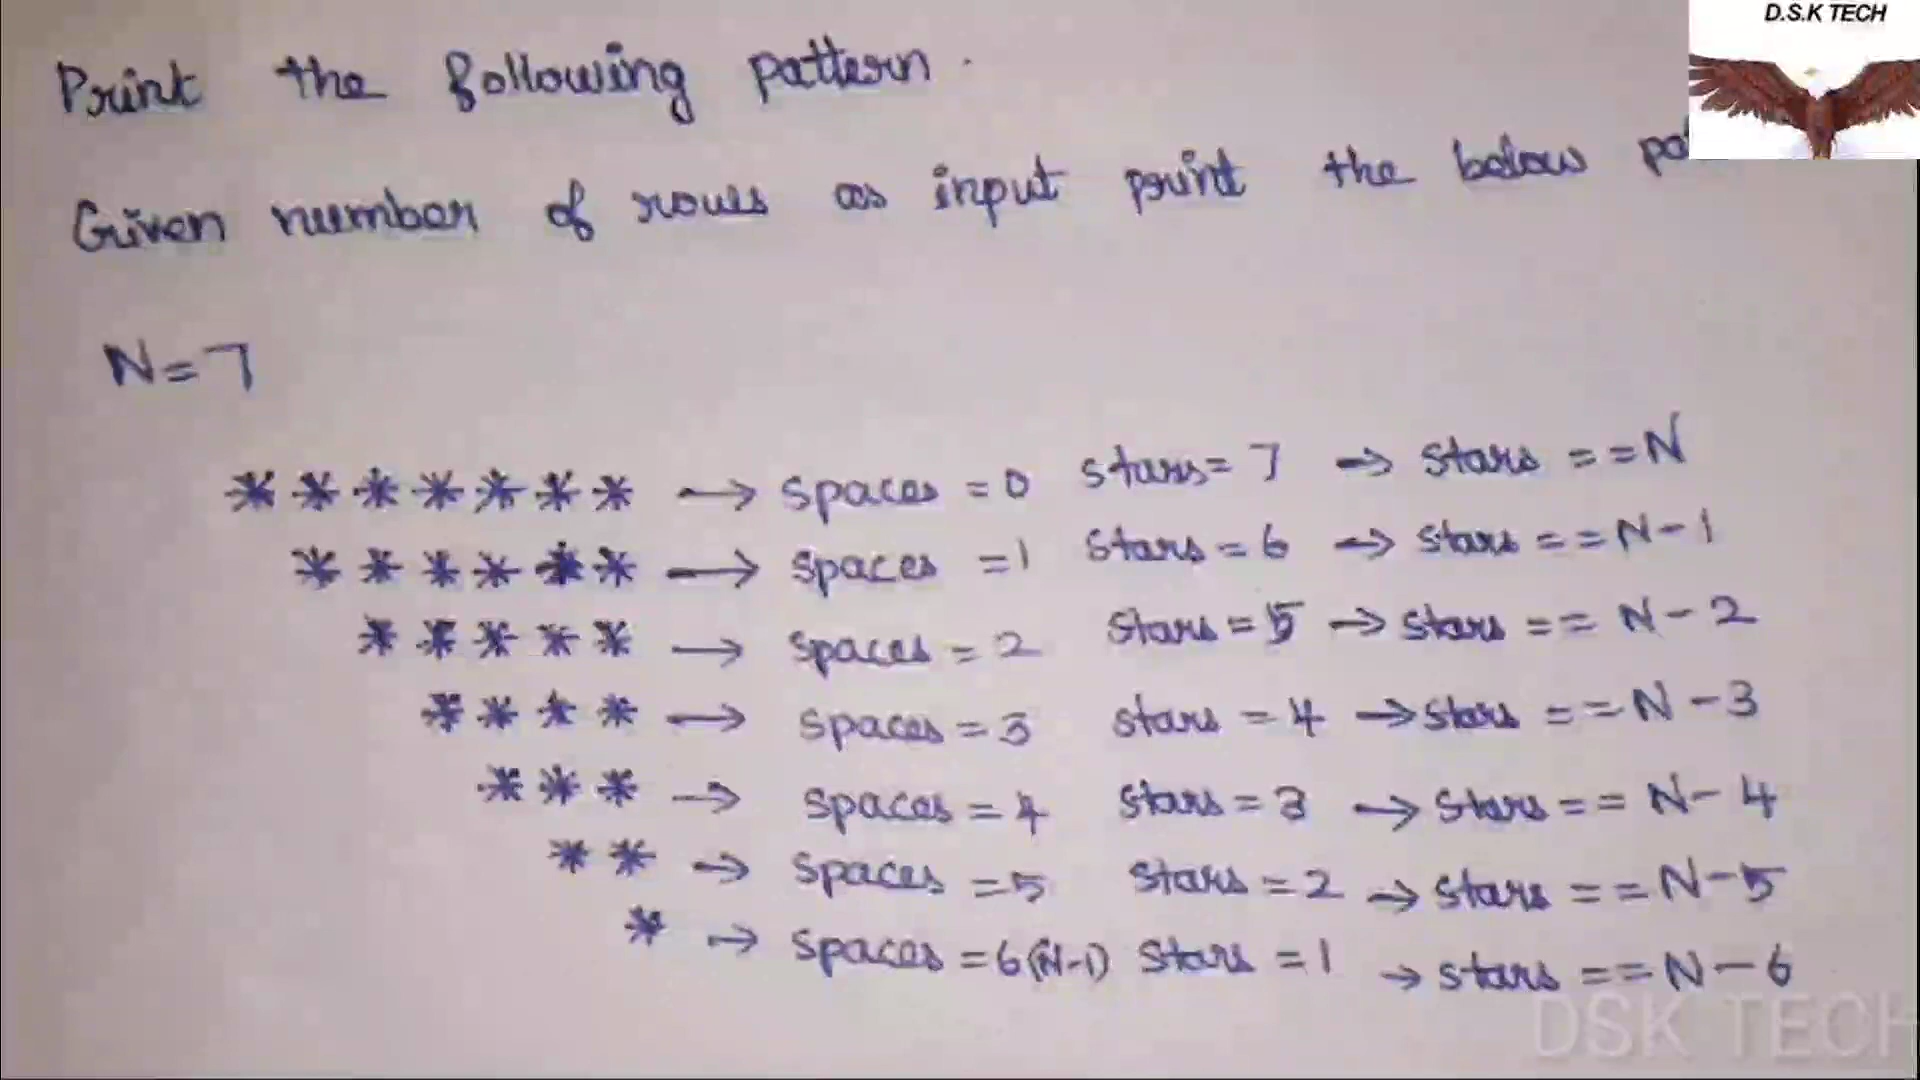 D.S.K TECH
Print the following pattern.
Given number of rows as input print the below
N=7
******* → spaces =0 stars=7 → stars ==N
****** → spaces =1 stars=6 → stars ==N-1
***** → spaces =2 stars=5 → stars == N-2
**** → spaces =3 stars =4 → stars ==N-3
*** → spaces =4 stars =3 → stars == N-4
** → spaces =5 stars =2 → stars ==N-5
* → spaces =6(N-1) stars =1 → stars ==N-6
DSK TECH